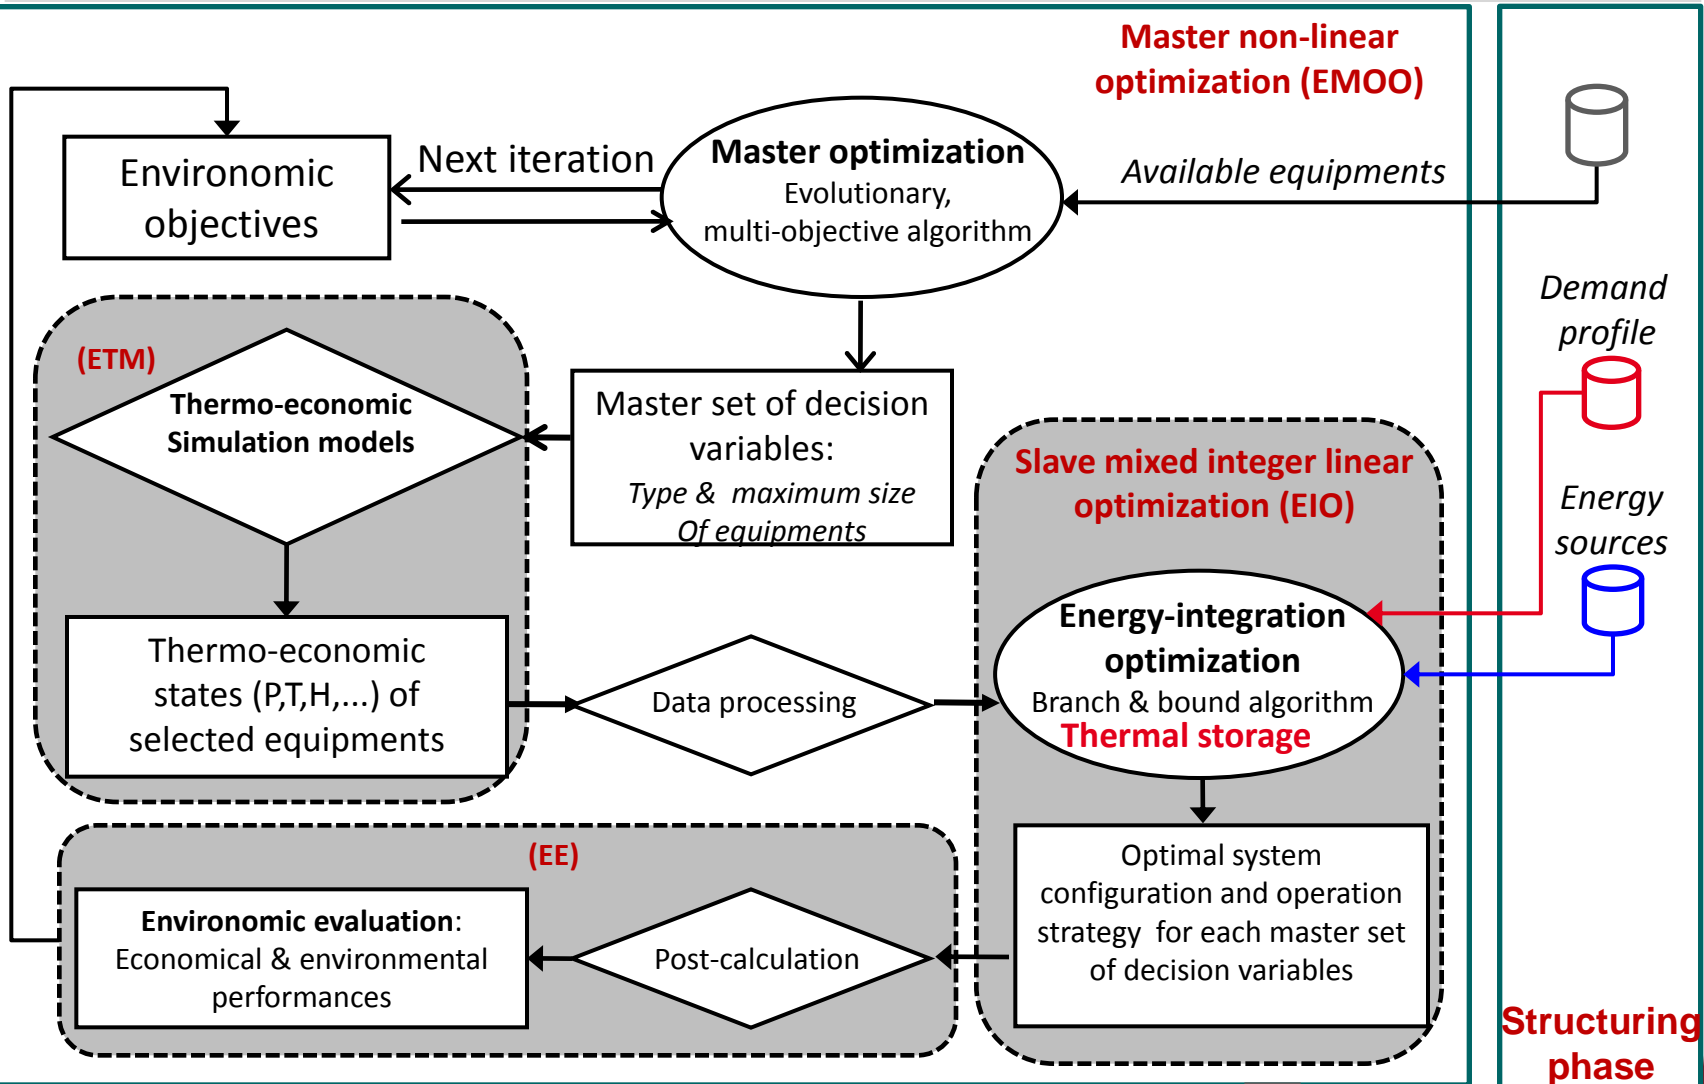 Master non-linear
optimization (EMOO)
Environomic
objectives
Next iteration
Master optimization
Evolutionary,
multi-objective algorithm
Available equipments
Demand
profile
Energy
sources
(ETM)
Thermo-economic
Simulation models
Master set of decision
variables:
Type & maximum size
Of equipments
Slave mixed integer linear
optimization (EIO)
Thermo-economic
states (P,T,H,...) of
selected equipments
Data processing
Energy-integration
optimization
Branch & bound algorithm
Thermal storage
(EE)
Environomic evaluation:
Economical & environmental
performances
Post-calculation
Optimal system
configuration and operation
strategy for each master set
of decision variables
Structuring
phase